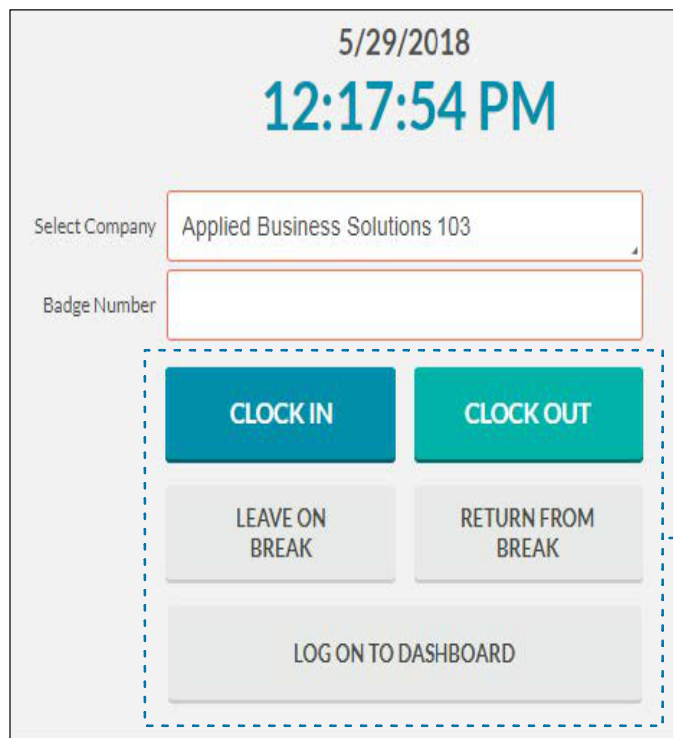 5/29/2018
12:17:54 PM
Select Company Applied Business Solutions 103
Badge Number
CLOCK IN CLOCK OUT
LEAVE ON RETURN FROM
BREAK BREAK
LOG ON TO DASHBOARD